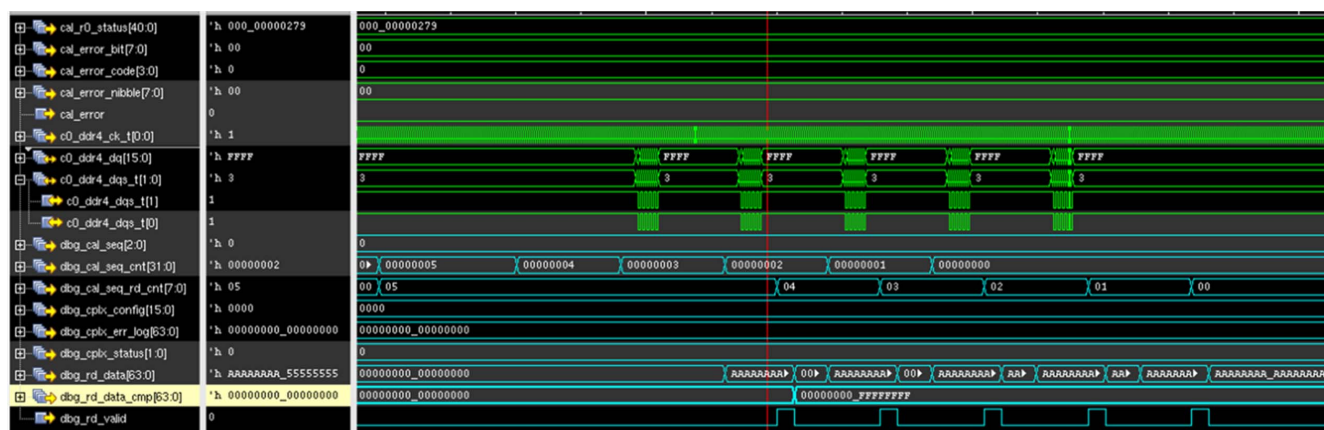 cal_r0_status[40:0] 'h 000_00000279 000_00000279
cal_error_bit[7:0] 'h 00 00
cal_error_code[3:0] 'h 0 0
cal_error_nibble[7:0] 'h 00 00
cal_error 0
c0_ddr4_ck_t[0:0] 'h 1
c0_ddr4_dq[15:0] 'h FFFF FFFF FFFF FFFF FFFF FFFF FFFF
c0_ddr4_dqs_t[1:0] 'h 3 3 3 3 3 3 3
c0_ddr4_dqs_t[1] 1
c0_ddr4_dqs_t[0] 1
dbg_cal_seq[2:0] 'h 0 0
dbg_cal_seq_cnt[31:0] 'h 00000002 0 00000005 00000004 00000003 00000002 00000001 00000000
dbg_cal_seq_rd_cnt[7:0] 'h 05 00 05 04 03 02 01 00
dbg_cplx_config[15:0] 'h 0000 0000
dbg_cplx_err_log[63:0] 'h 00000000_00000000 00000000_00000000
dbg_cplx_status[1:0] 'h 0 0
dbg_rd_data[63:0] 'h AAAAAAAA_55555555 00000000_00000000 AAAAAAAA 00 AAAAAAAA 00 AAAAAAAA AA AAAAAAAA AA AAAAAAA AAAAAAAA_AAAAAAAA
dbg_rd_data_cmp[63:0] 'h 00000000_00000000 00000000_00000000 00000000_FFFFFFFF
dbg_rd_valid 0